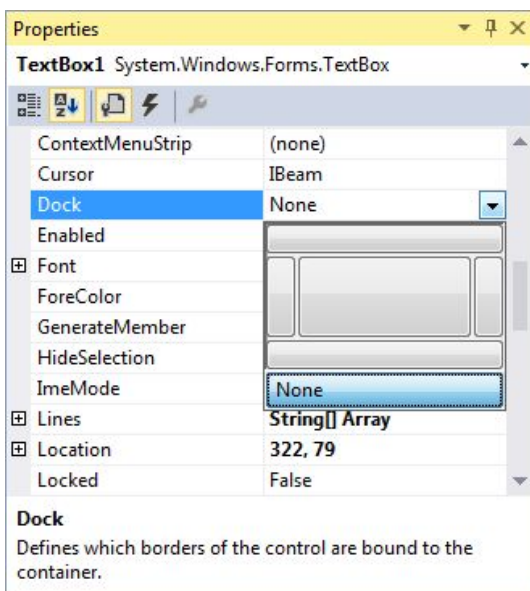 Properties
TextBox1 System.Windows.Forms.TextBox
ContextMenuStrip (none)
Cursor IBeam
Dock None
Enabled
Font
ForeColor
GenerateMember
HideSelection
ImeMode None
Lines String[] Array
Location 322, 79
Locked False
Dock
Defines which borders of the control are bound to the
container.